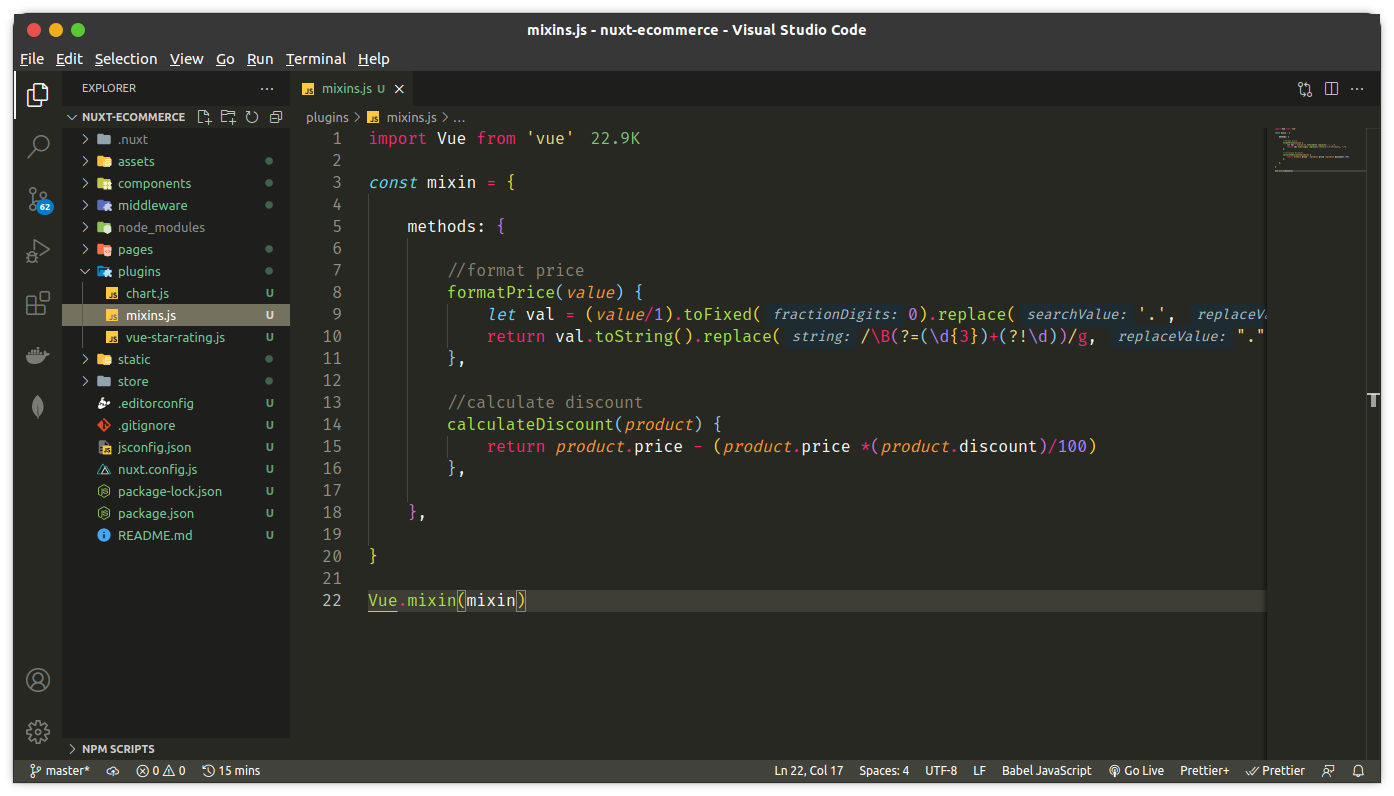 mixins.js - nuxt-ecommerce - Visual Studio Code
File Edit Selection View Go Run Terminal Help
EXPLORER
NUXT-ECOMMERCE
.nuxt
assets
components
middleware
node_modules
pages
plugins
chart.js U
mixins.js U
vue-star-rating.js U
static
store
.editorconfig U
.gitignore U
jsconfig.json U
nuxt.config.js U
package-lock.json U
package.json U
README.md U
NPM SCRIPTS
62
JS mixins.js U
plugins > JS mixins.js > ...
1 import Vue from 'vue' 22.9K
2
3 const mixin = {
4
5 methods: {
6
7 //format price
8 formatPrice(value) {
9 let val = (value/1).toFixed( fractionDigits: 0).replace( searchValue: '.', replaceVa
10 return val.toString().replace( string: /\B(?=(\d{3})+(?!\d))/g, replaceValue: "."
11 },
12
13 //calculate discount
14 calculateDiscount(product) {
15 return product.price - (product.price *(product.discount)/100)
16 },
17
18 },
19
20 }
21
22 Vue.mixin(mixin)
master* 0 0 15 mins Ln 22, Col 17 Spaces: 4 UTF-8 LF Babel JavaScript Go Live Prettier+ Prettier